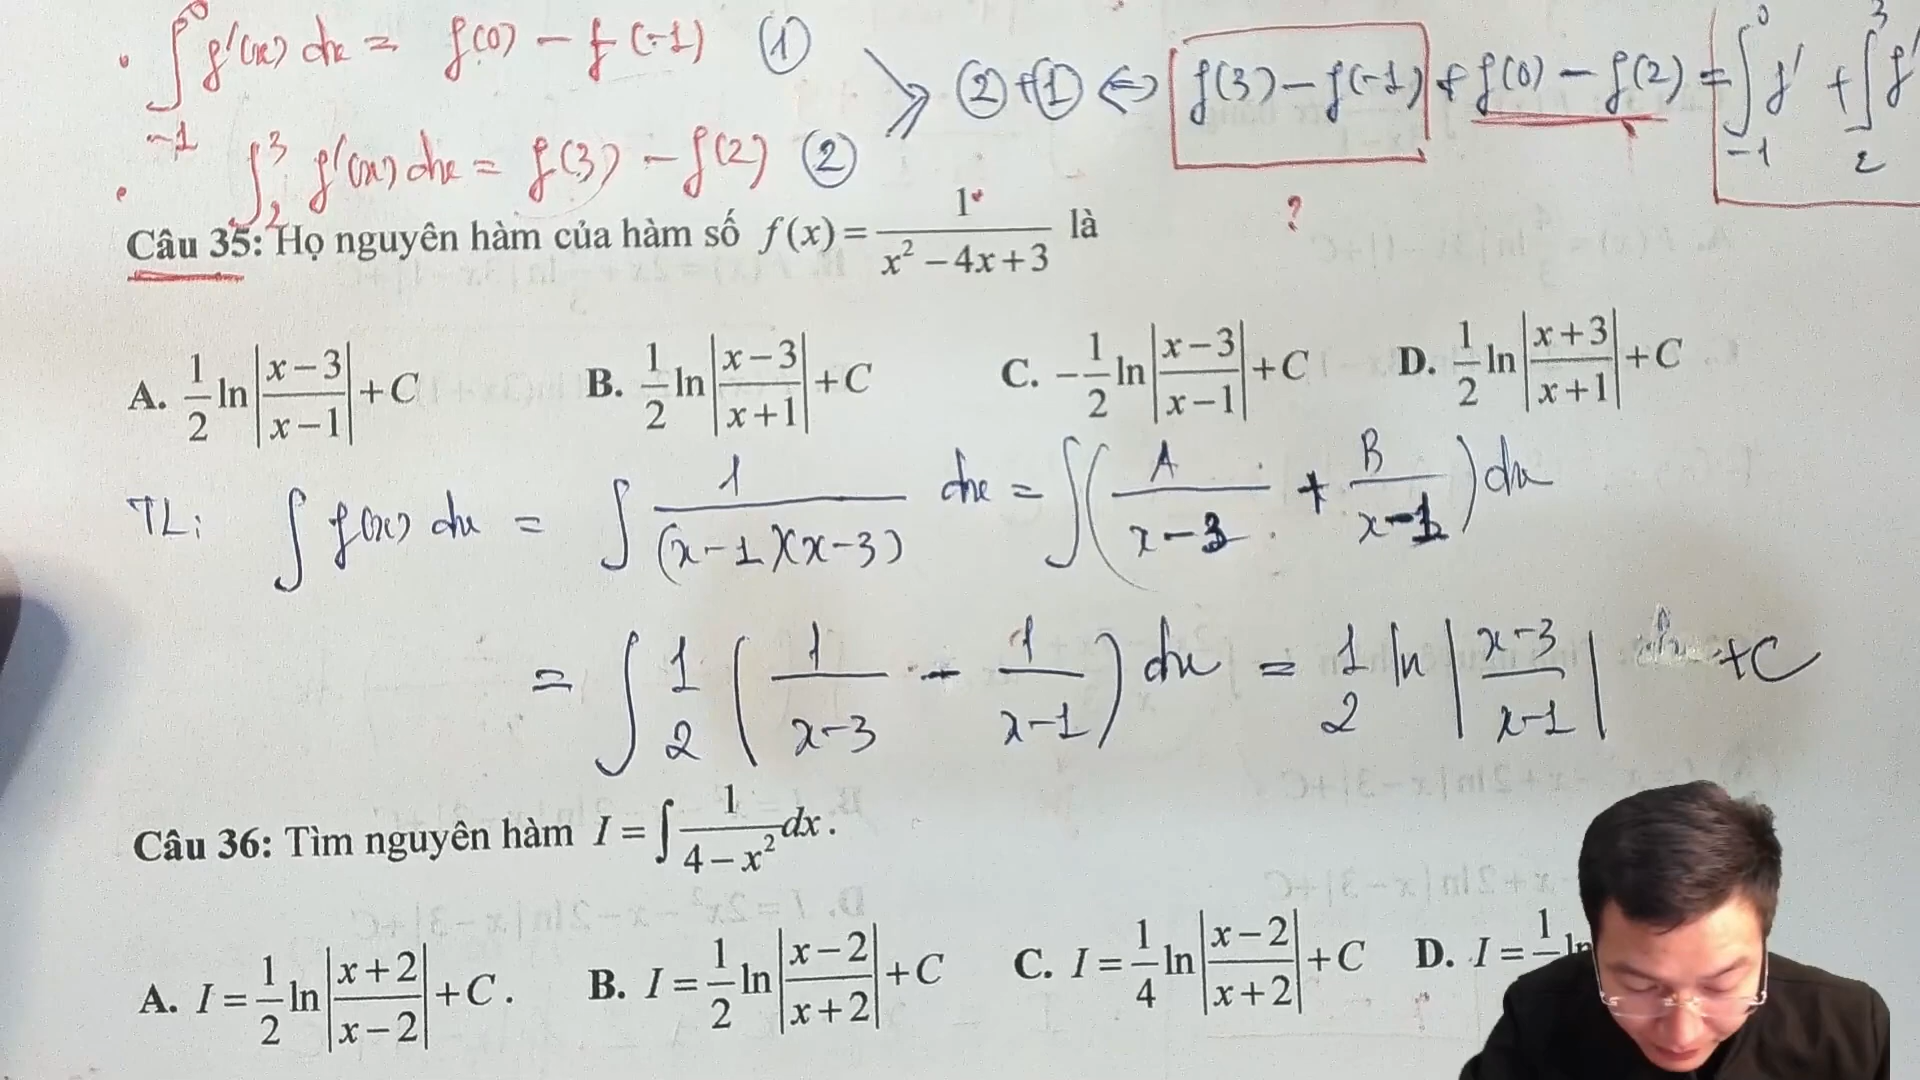 ∫₋₁⁰ f'(x) dx = f(0) − f(−1) (1)
(2)+(1) ⇔ f(3) − f(−1) + f(0) − f(2) = ∫₋₁⁰ f' + ∫₂³ f'
∫₂³ f'(x) dx = f(3) − f(2) (2)
?
Câu 35: Họ nguyên hàm của hàm số f(x) = 1/(x² − 4x + 3) là
A. 1/2 ln |(x − 3)/(x − 1)| + C B. 1/2 ln |(x − 3)/(x + 1)| + C C. −1/2 ln |(x − 3)/(x − 1)| + C D. 1/2 ln |(x + 3)/(x + 1)| + C
TL: ∫ f(x) dx = ∫ 1/((x − 1)(x − 3)) dx = ∫ (A/(x − 3) + B/(x − 1)) dx
= ∫ 1/2 (1/(x − 3) − 1/(x − 1)) dx = 1/2 ln |(x − 3)/(x − 1)| + C
Câu 36: Tìm nguyên hàm I = ∫ 1/(4 − x²) dx.
A. I = 1/2 ln |(x + 2)/(x − 2)| + C. B. I = 1/2 ln |(x − 2)/(x + 2)| + C C. I = 1/4 ln |(x − 2)/(x + 2)| + C D. I = 1/ ln